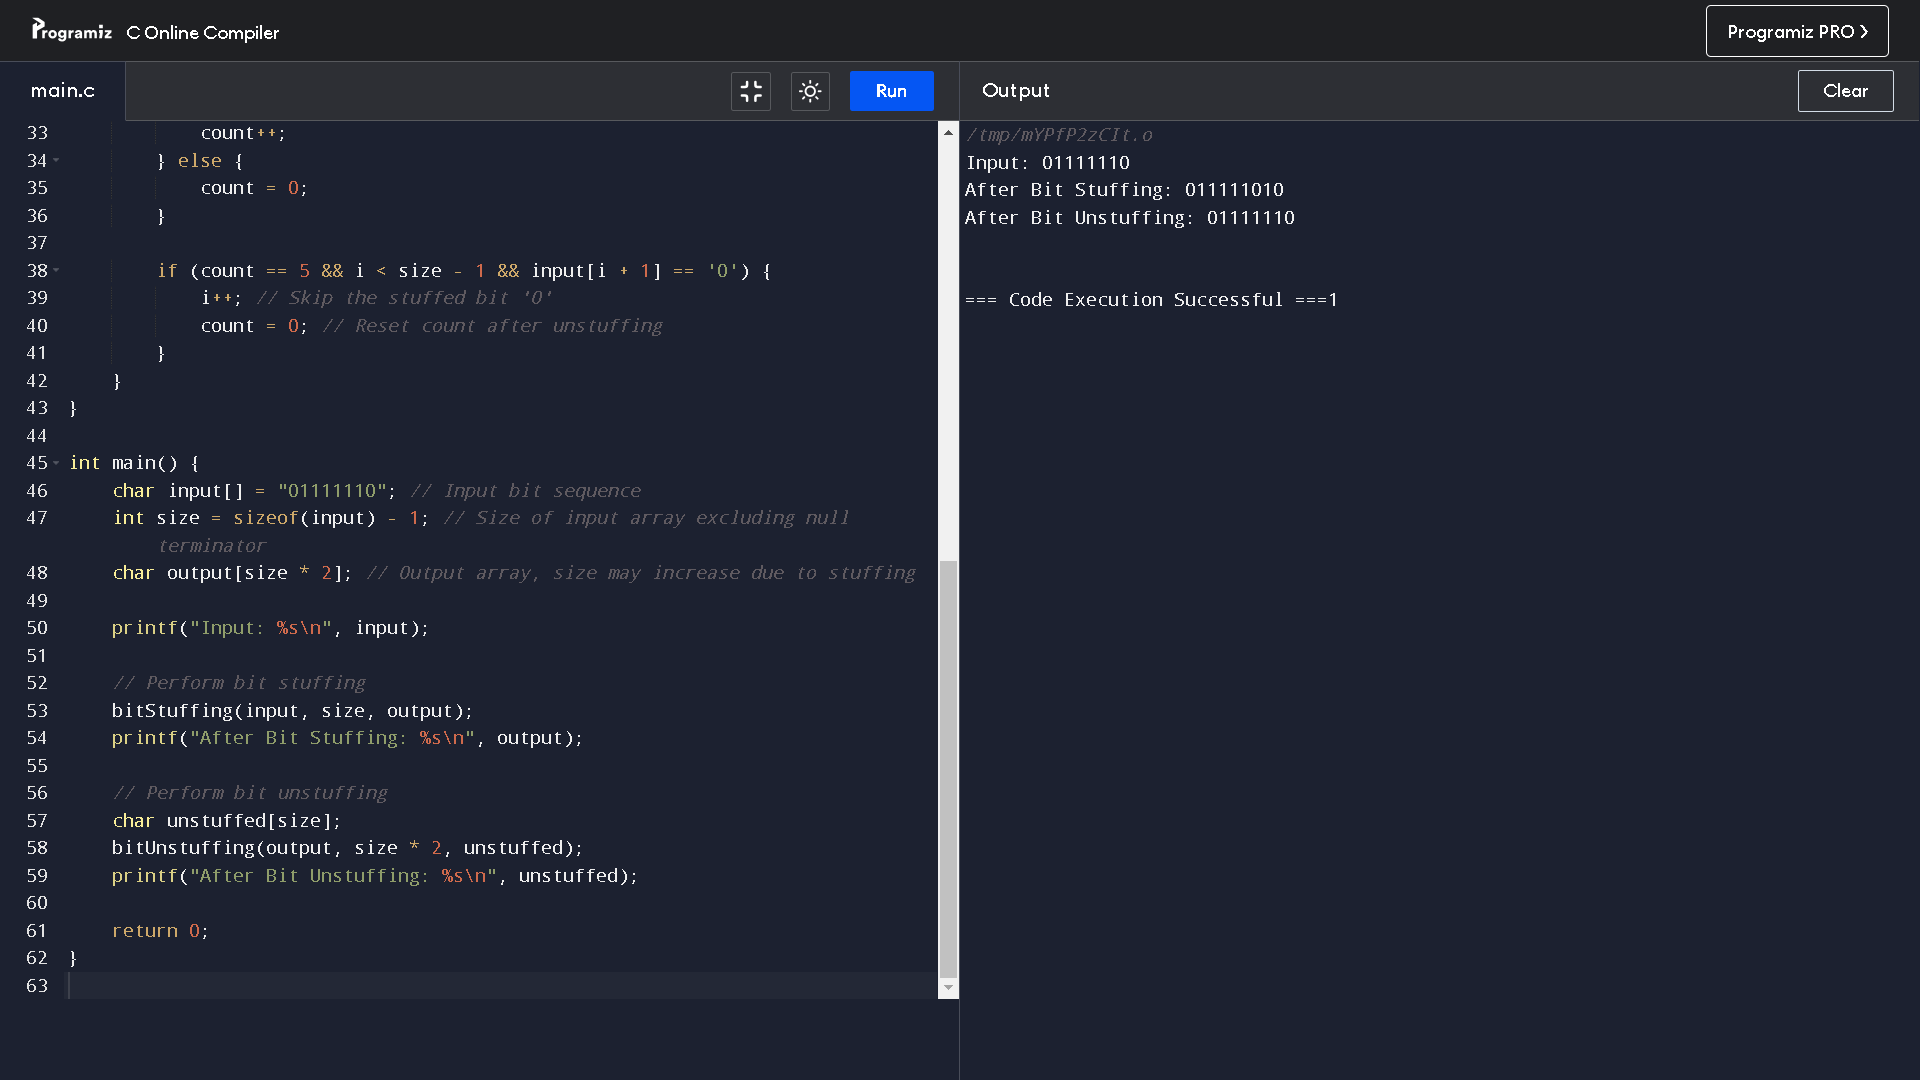 Programiz C Online Compiler
Programiz PRO ❯
main.c
Run
33 count++;
34 } else {
35 count = 0;
36 }
37
38 if (count == 5 && i < size - 1 && input[i + 1] == '0') {
39 i++; // Skip the stuffed bit '0'
40 count = 0; // Reset count after unstuffing
41 }
42 }
43 }
44
45 int main() {
46 char input[] = "01111110"; // Input bit sequence
47 int size = sizeof(input) - 1; // Size of input array excluding null
terminator
48 char output[size * 2]; // Output array, size may increase due to stuffing
49
50 printf("Input: %s\n", input);
51
52 // Perform bit stuffing
53 bitStuffing(input, size, output);
54 printf("After Bit Stuffing: %s\n", output);
55
56 // Perform bit unstuffing
57 char unstuffed[size];
58 bitUnstuffing(output, size * 2, unstuffed);
59 printf("After Bit Unstuffing: %s\n", unstuffed);
60
61 return 0;
62 }
63
Output
Clear
/tmp/mYPfP2zCIt.o
Input: 01111110
After Bit Stuffing: 011111010
After Bit Unstuffing: 01111110
=== Code Execution Successful ===1